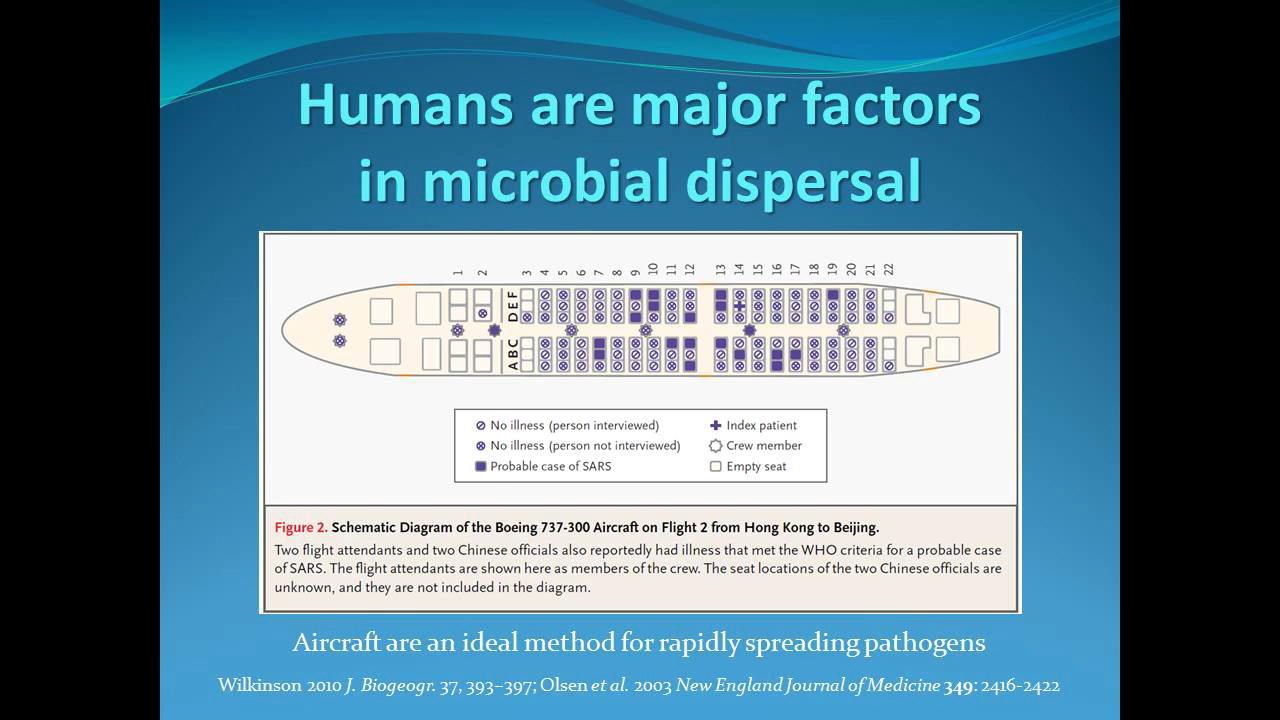 Humans are major factors
in microbial dispersal
1 2 3 4 5 6 7 8 9 10 11 12 13 14 15 16 17 18 19 20 21 22
D E F
A B C
No illness (person interviewed)
No illness (person not interviewed)
Probable case of SARS
Index patient
Crew member
Empty seat
Figure 2. Schematic Diagram of the Boeing 737-300 Aircraft on Flight 2 from Hong Kong to Beijing.
Two flight attendants and two Chinese officials also reportedly had illness that met the WHO criteria for a probable case
of SARS. The flight attendants are shown here as members of the crew. The seat locations of the two Chinese officials are
unknown, and they are not included in the diagram.
Aircraft are an ideal method for rapidly spreading pathogens
Wilkinson 2010 J. Biogeogr. 37, 393–397; Olsen et al. 2003 New England Journal of Medicine 349: 2416-2422